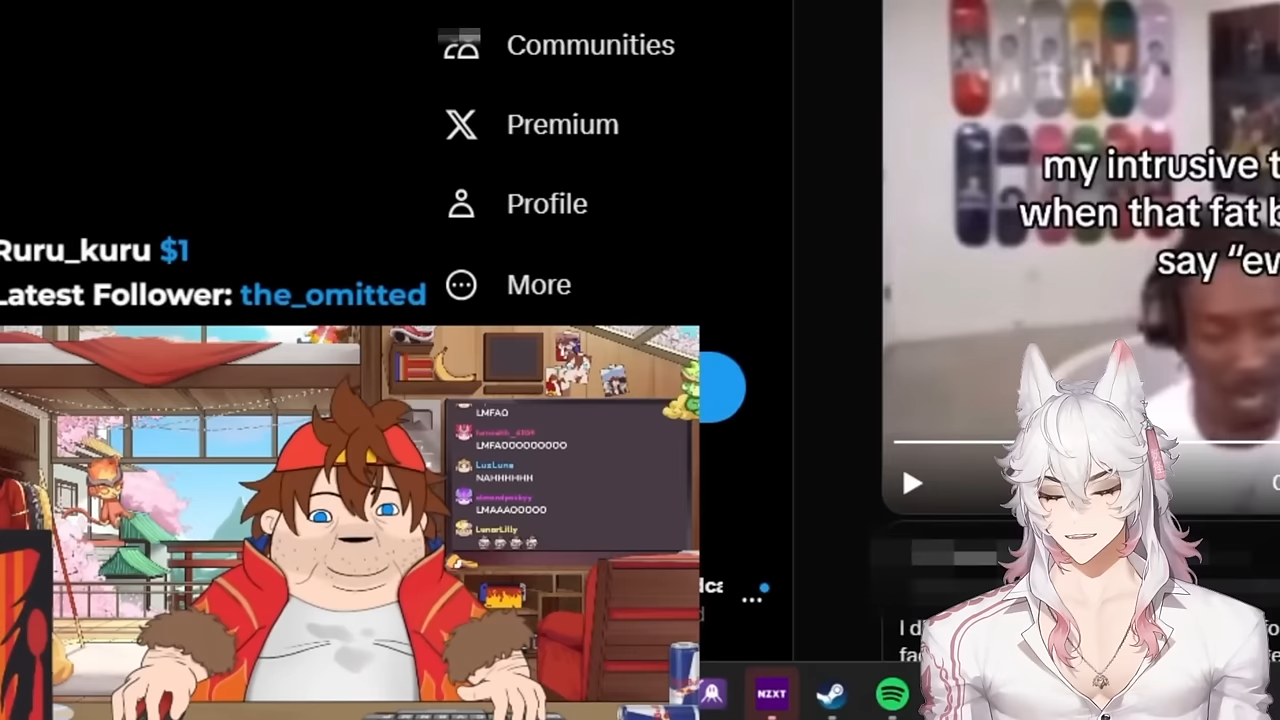 Communities
Premium
Profile
More
Ruru_kuru $1
Latest Follower: the_omitted
my intrusive t
when that fat b
say “ev
LMFAO
LMFAOOOOOOOOO
LuxLuna
NAHHHHHH
LMAAAOOOOO
LunarLilly
NZXT
I d